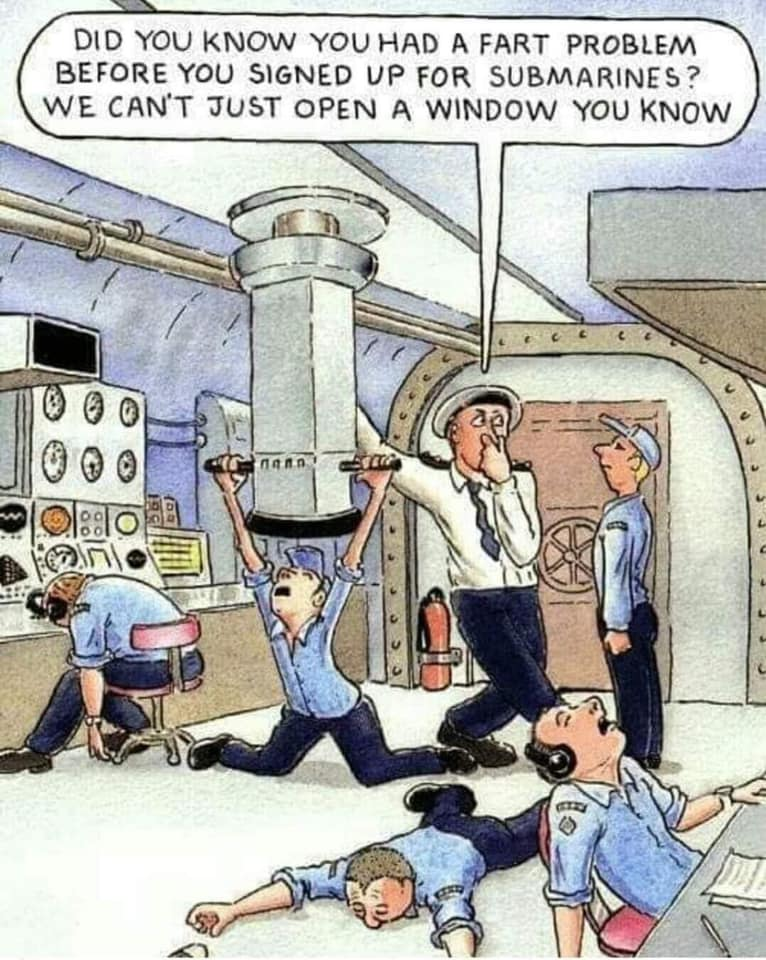 DID YOU KNOW YOU HAD A FART PROBLEM
BEFORE YOU SIGNED UP FOR SUBMARINES?
WE CAN'T JUST OPEN A WINDOW YOU KNOW